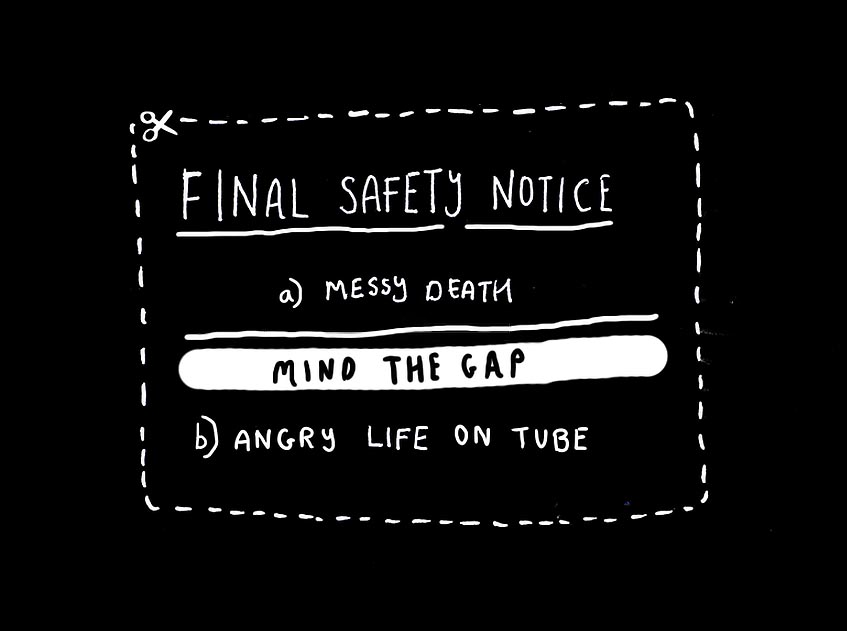 FINAL SAFETY NOTICE
a) MESSY DEATH
MIND THE GAP
b) ANGRY LIFE ON TUBE